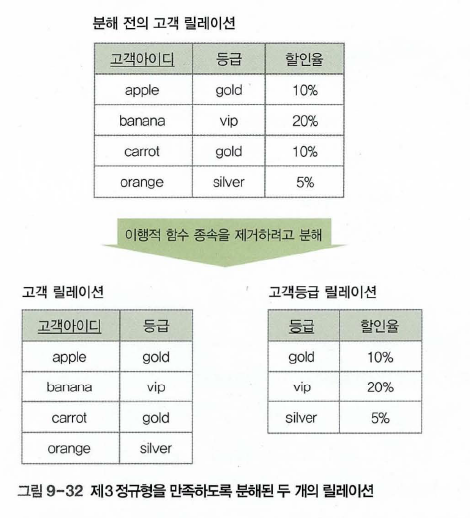 분해 전의 고객 릴레이션
고객아이디 등급 할인율
apple gold 10%
banana vip 20%
carrot gold 10%
orange silver 5%
이행적 함수 종속을 제거하려고 분해
고객 릴레이션
고객아이디 등급
apple gold
banana vip
carrot gold
orange silver
고객등급 릴레이션
등급 할인율
gold 10%
vip 20%
silver 5%
그림 9-32 제3정규형을 만족하도록 분해된 두 개의 릴레이션